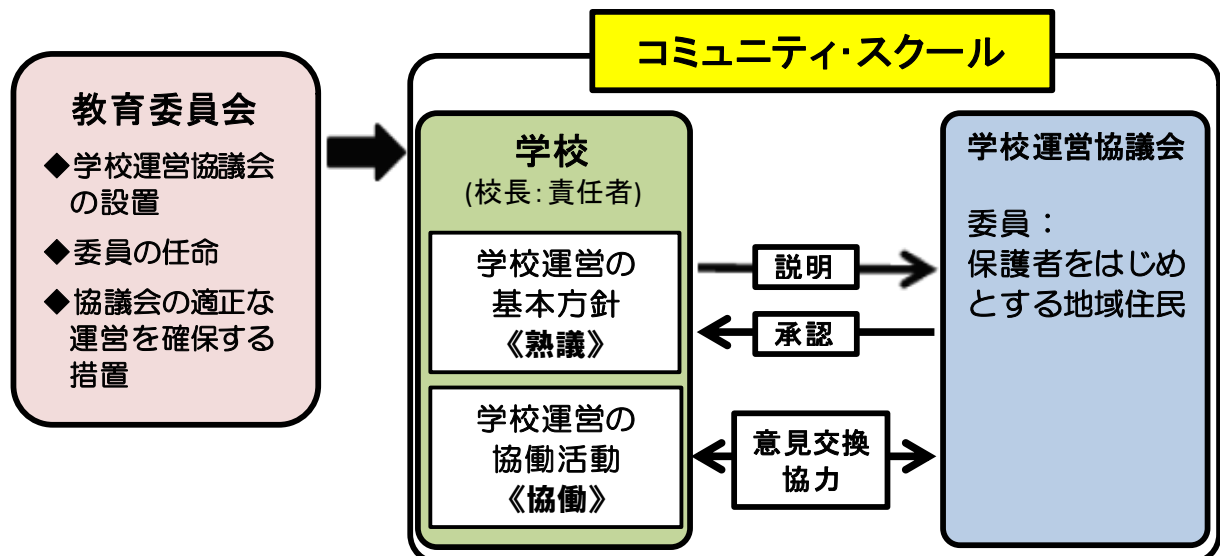 コミュニティ・スクール
教育委員会
◆学校運営協議会
の設置
◆委員の任命
◆協議会の適正な
運営を確保する
措置
学校
(校長：責任者)
学校運営の
基本方針
《熟議》
学校運営の
協働活動
《協働》
説明
承認
意見交換
協力
学校運営協議会
委員：
保護者をはじめ
とする地域住民